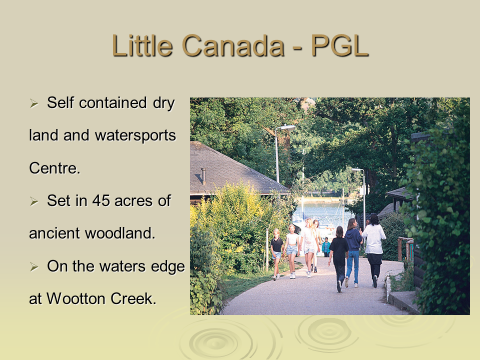 Little Canada - PGL
➢ Self contained dry
land and watersports
Centre.
➢ Set in 45 acres of
ancient woodland.
➢ On the waters edge
at Wootton Creek.